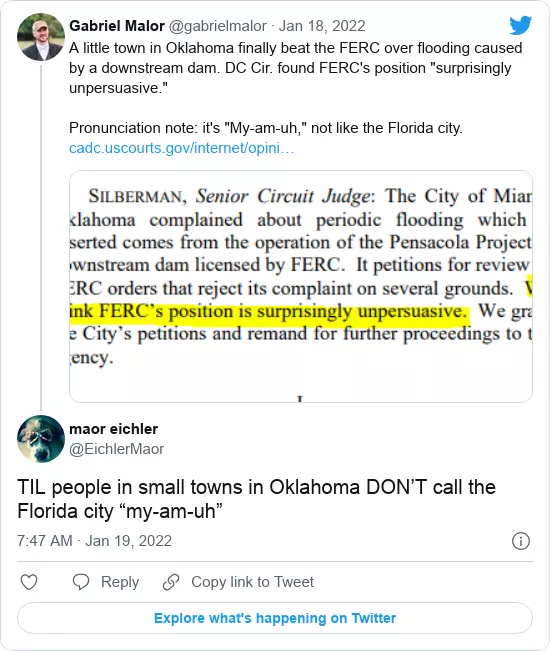 Gabriel Malor @gabrielmalor · Jan 18, 2022
A little town in Oklahoma finally beat the FERC over flooding caused
by a downstream dam. DC Cir. found FERC's position "surprisingly
unpersuasive."
Pronunciation note: it's "My-am-uh," not like the Florida city.
cadc.uscourts.gov/internet/opini…
SILBERMAN, Senior Circuit Judge: The City of Miar
klahoma complained about periodic flooding which
serted comes from the operation of the Pensacola Project
wnstream dam licensed by FERC. It petitions for review
ERC orders that reject its complaint on several grounds.
ink FERC's position is surprisingly unpersuasive. We gra
e City's petitions and remand for further proceedings to t
ency.
maor eichler
@EichlerMaor
TIL people in small towns in Oklahoma DON'T call the
Florida city “my-am-uh”
7:47 AM · Jan 19, 2022
Reply
Copy link to Tweet
Explore what's happening on Twitter